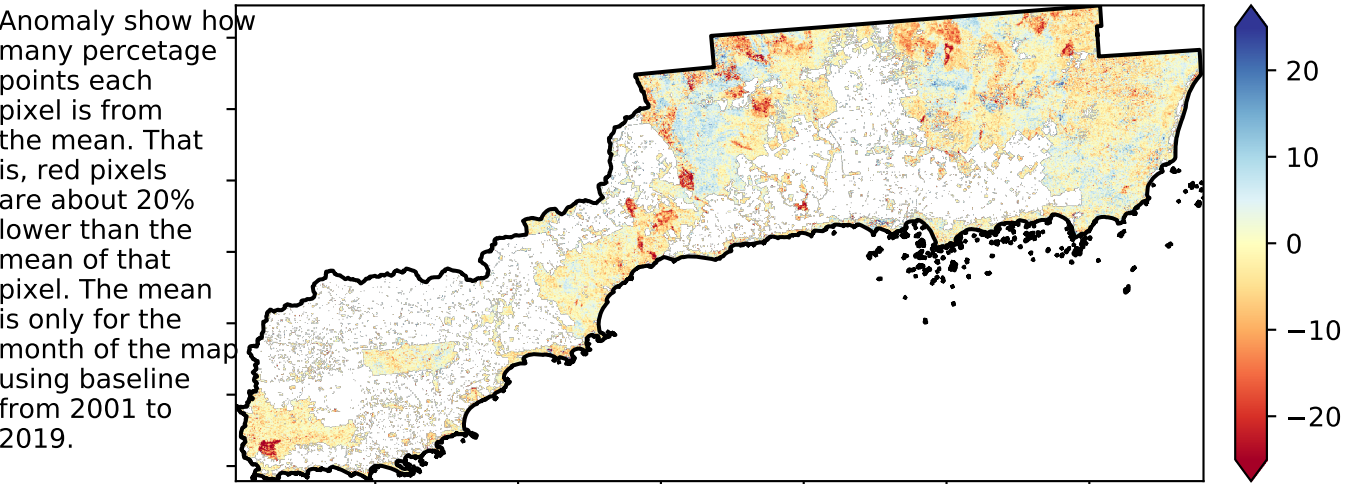 Anomaly show how
many percetage
points each
pixel is from
the mean. That
is, red pixels
are about 20%
lower than the
mean of that
pixel. The mean
is only for the
month of the map
using baseline
from 2001 to
2019.
20
10
0
−10
−20